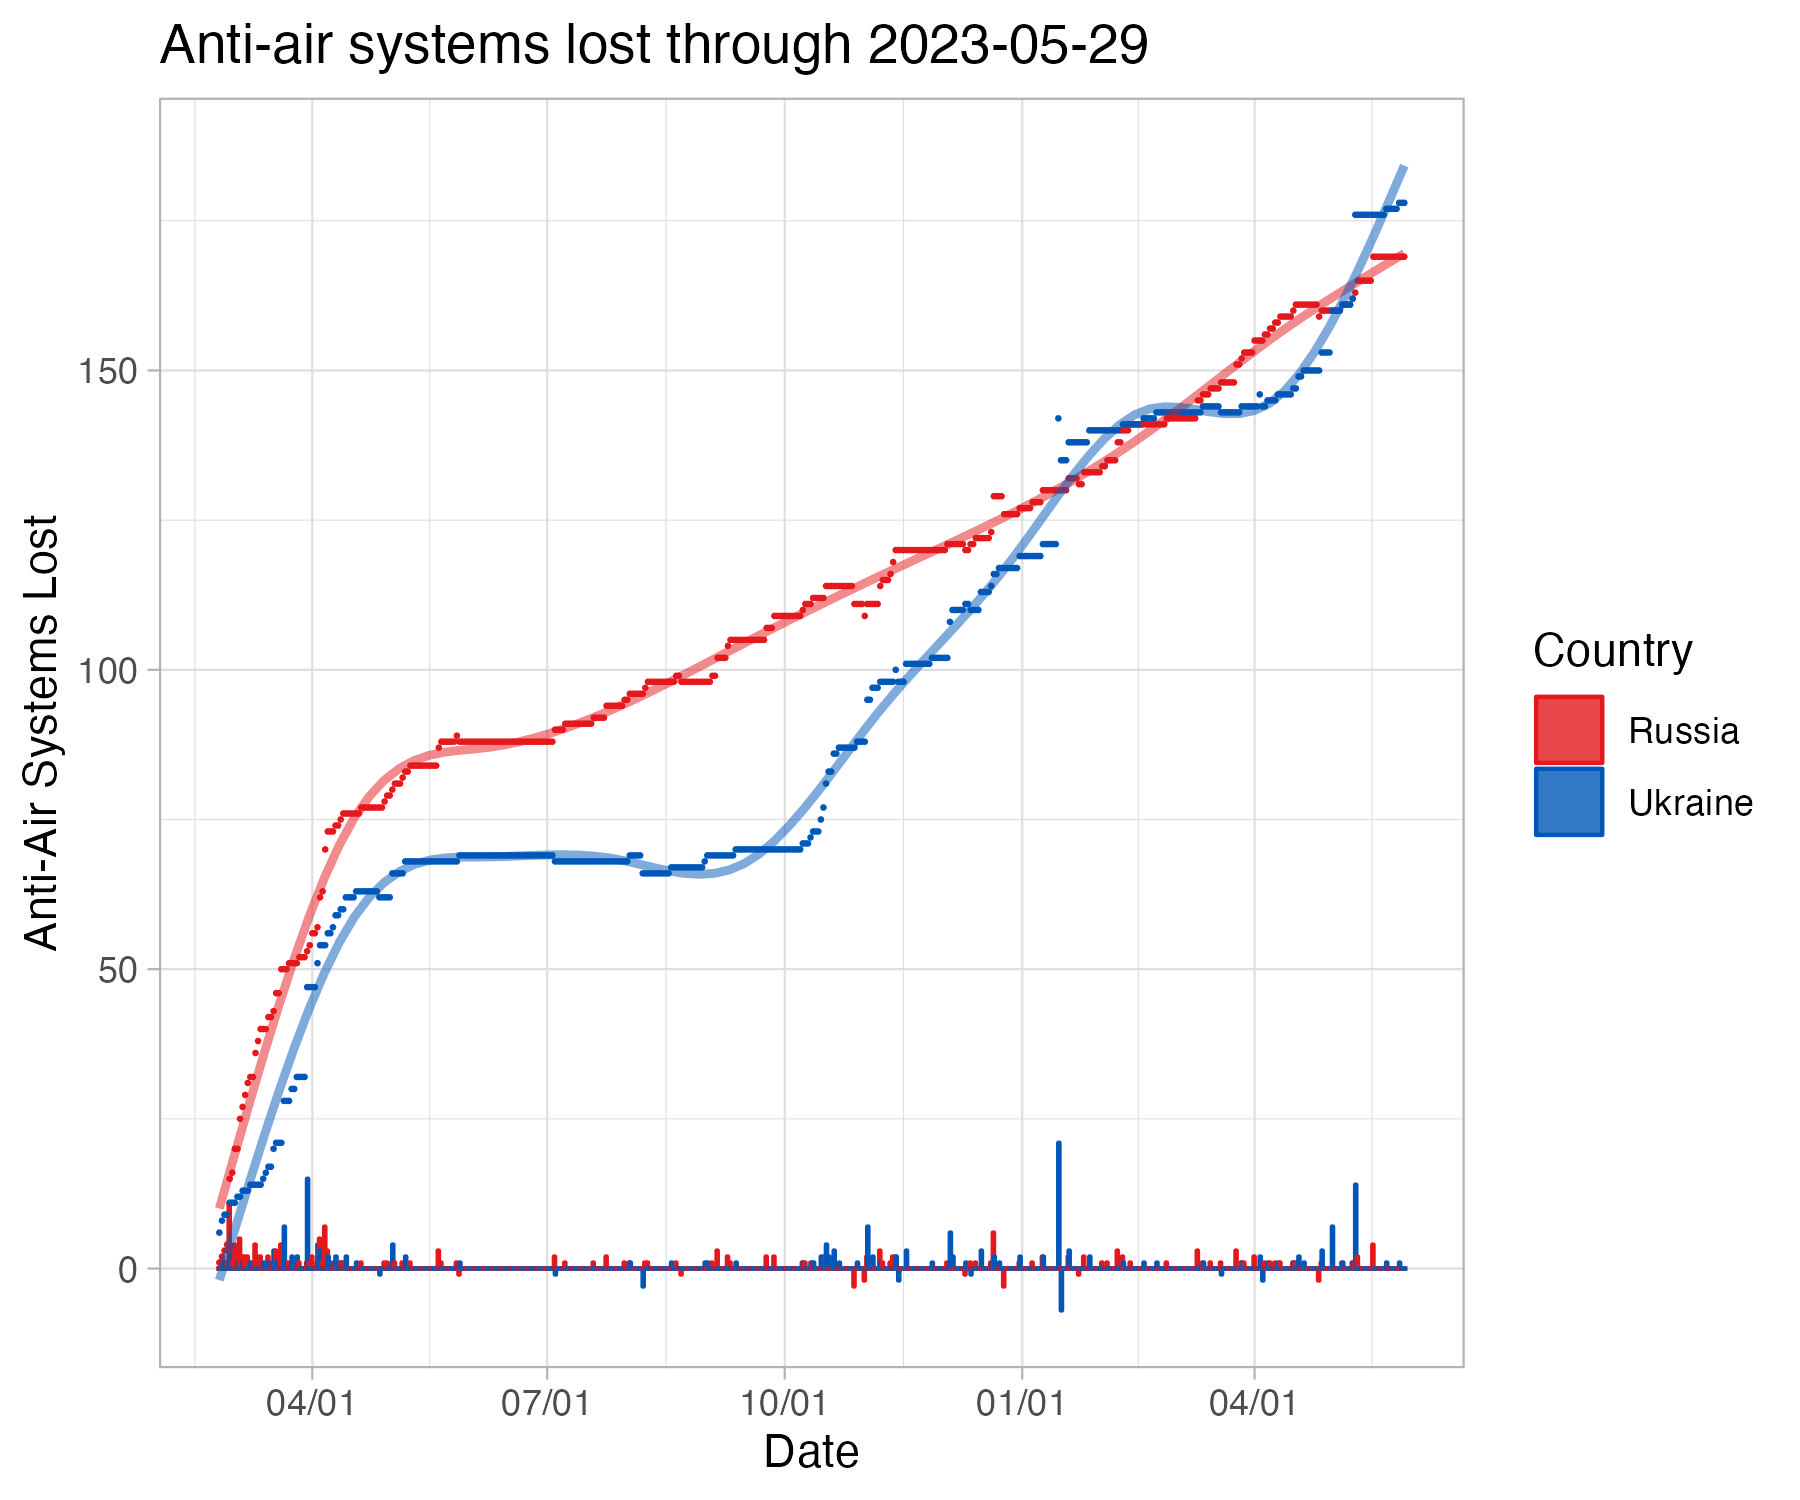 Anti-air systems lost through 2023-05-29
Anti-Air Systems Lost
150
100
50
0
04/01
07/01
10/01
01/01
04/01
Date
Country
Russia
Ukraine